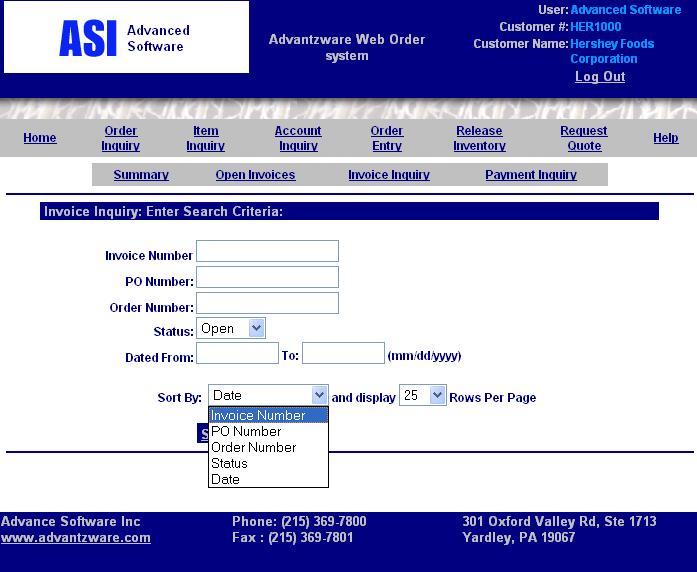 ASI
Advanced
Software
Advantzware Web Order
system
User: Advanced Software
Customer #: HER1000
Customer Name: Hershey Foods
Corporation
Log Out
Home
Order
Inquiry
Item
Inquiry
Account
Inquiry
Order
Entry
Release
Inventory
Request
Quote
Help
Summary Open Invoices Invoice Inquiry Payment Inquiry
Invoice Inquiry: Enter Search Criteria:
Invoice Number
PO Number:
Order Number:
Status: Open
Dated From: To: (mm/dd/yyyy)
Sort By: Date and display 25 Rows Per Page
Invoice Number
PO Number
Order Number
Status
Date
Advance Software Inc
www.advantzware.com
Phone: (215) 369-7800
Fax : (215) 369-7801
301 Oxford Valley Rd, Ste 1713
Yardley, PA 19067